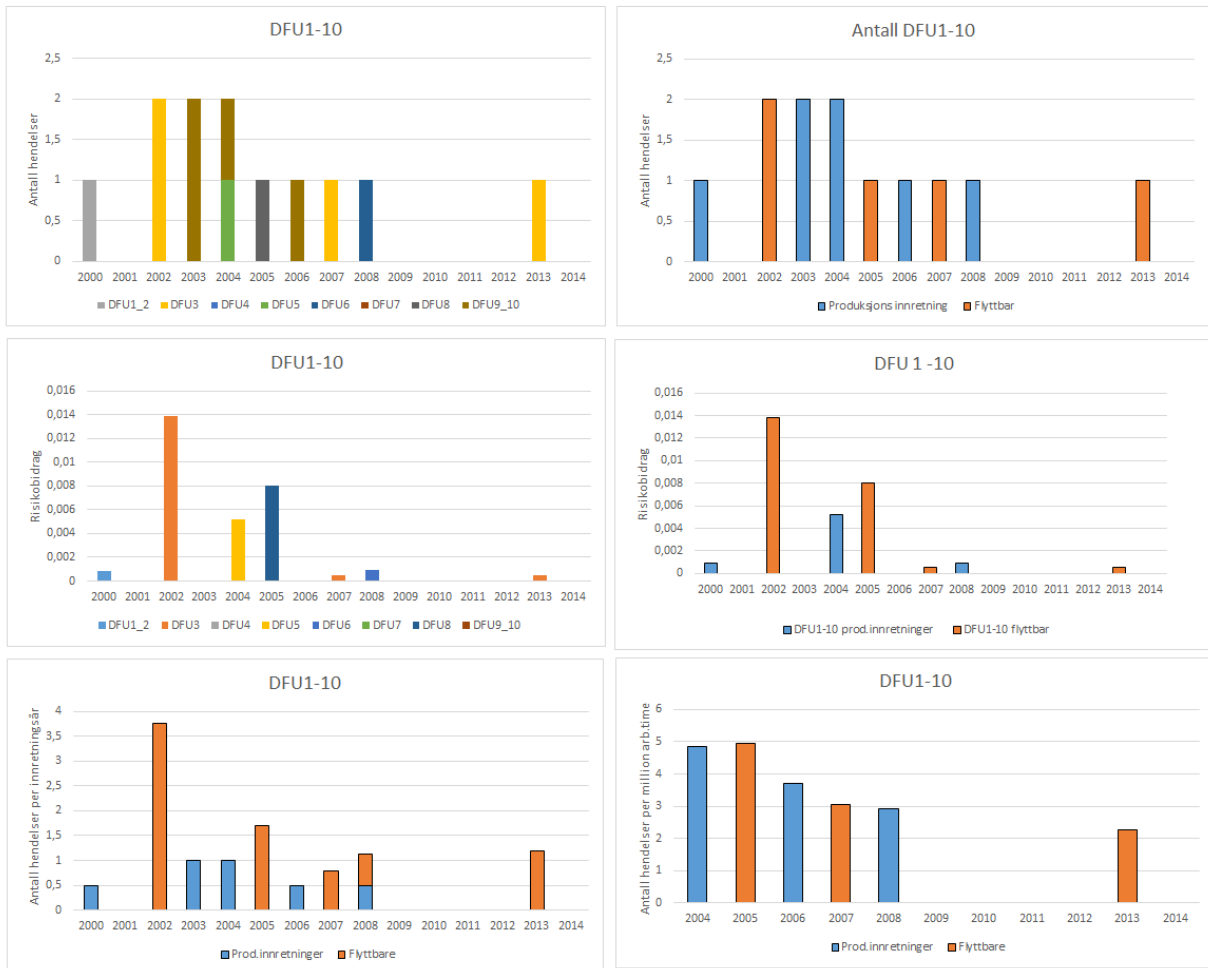 DFU1-10
2,5
2
1,5
1
0,5
0
Antall hendelser
2000 2001 2002 2003 2004 2005 2006 2007 2008 2009 2010 2011 2012 2013 2014
DFU1_2 DFU3 DFU4 DFU5 DFU6 DFU7 DFU8 DFU9_10
Antall DFU1-10
2,5
2
1,5
1
0,5
0
Antall hendelser
2000 2001 2002 2003 2004 2005 2006 2007 2008 2009 2010 2011 2012 2013 2014
Produksjons innretning Flyttbar
DFU1-10
0,016
0,014
0,012
0,01
0,008
0,006
0,004
0,002
0
Risikobidrag
2000 2001 2002 2003 2004 2005 2006 2007 2008 2009 2010 2011 2012 2013 2014
DFU1_2 DFU3 DFU4 DFU5 DFU6 DFU7 DFU8 DFU9_10
DFU 1 -10
0,016
0,014
0,012
0,01
0,008
0,006
0,004
0,002
0
Risikobidrag
2000 2001 2002 2003 2004 2005 2006 2007 2008 2009 2010 2011 2012 2013 2014
DFU1-10 prod.innretninger DFU1-10 flyttbar
DFU1-10
4
3,5
3
2,5
2
1,5
1
0,5
0
Antall hendelser per innretningsår
2000 2001 2002 2003 2004 2005 2006 2007 2008 2009 2010 2011 2012 2013 2014
Prod.innretninger Flyttbare
DFU1-10
6
5
4
3
2
1
0
Antall hendelser per million arb.time
2004 2005 2006 2007 2008 2009 2010 2011 2012 2013 2014
Prod.innretninger Flyttbare